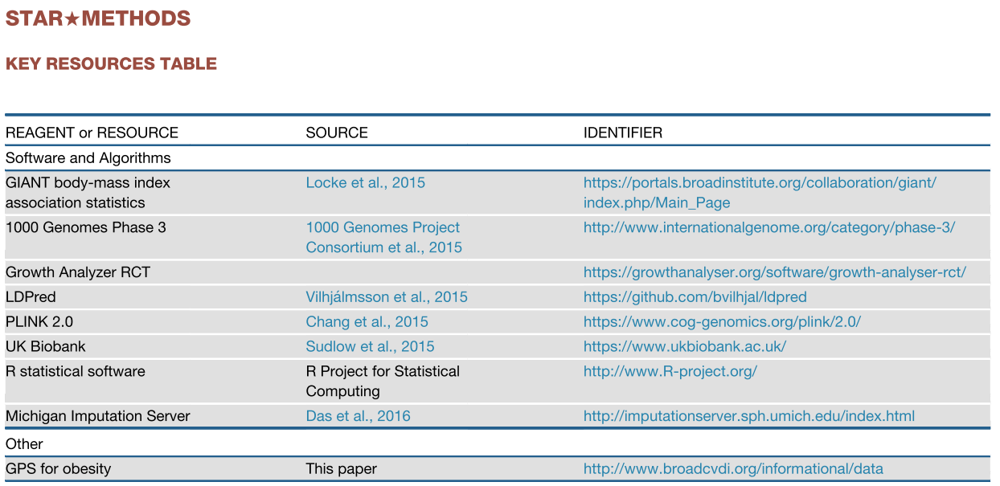 STAR★METHODS
KEY RESOURCES TABLE
REAGENT or RESOURCE SOURCE IDENTIFIER
Software and Algorithms
GIANT body-mass index Locke et al., 2015 https://portals.broadinstitute.org/collaboration/giant/
association statistics index.php/Main_Page
1000 Genomes Phase 3 1000 Genomes Project http://www.internationalgenome.org/category/phase-3/
Consortium et al., 2015
Growth Analyzer RCT https://growthanalyser.org/software/growth-analyser-rct/
LDPred Vilhjálmsson et al., 2015 https://github.com/bvilhjal/ldpred
PLINK 2.0 Chang et al., 2015 https://www.cog-genomics.org/plink/2.0/
UK Biobank Sudlow et al., 2015 https://www.ukbiobank.ac.uk/
R statistical software R Project for Statistical http://www.R-project.org/
Computing
Michigan Imputation Server Das et al., 2016 http://imputationserver.sph.umich.edu/index.html
Other
GPS for obesity This paper http://www.broadcvdi.org/informational/data